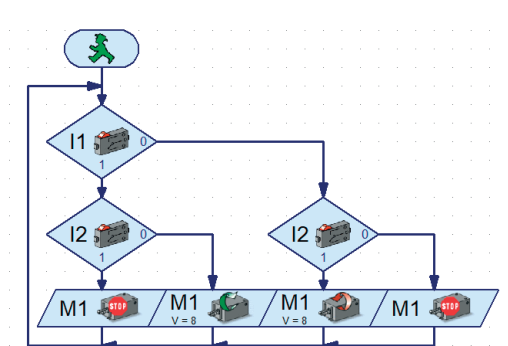 I1 0
1
I2 0
1
I2 0
1
M1 STOP
M1
V = 8
M1
V = 8
M1 STOP